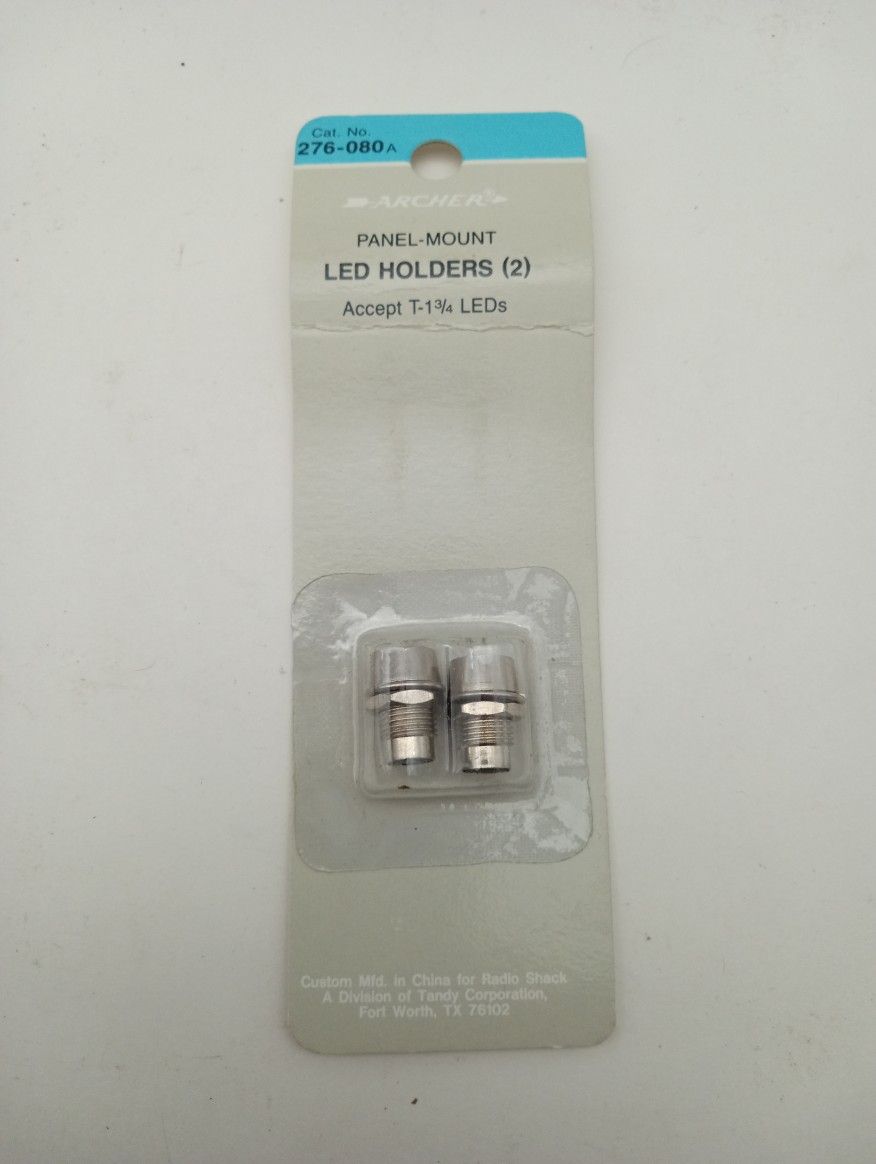 Cat. No.
276-080A
ARCHER®
PANEL-MOUNT
LED HOLDERS (2)
Accept T-1¾ LEDs
Custom Mfd. in China for Radio Shack
A Division of Tandy Corporation,
Fort Worth, TX 76102